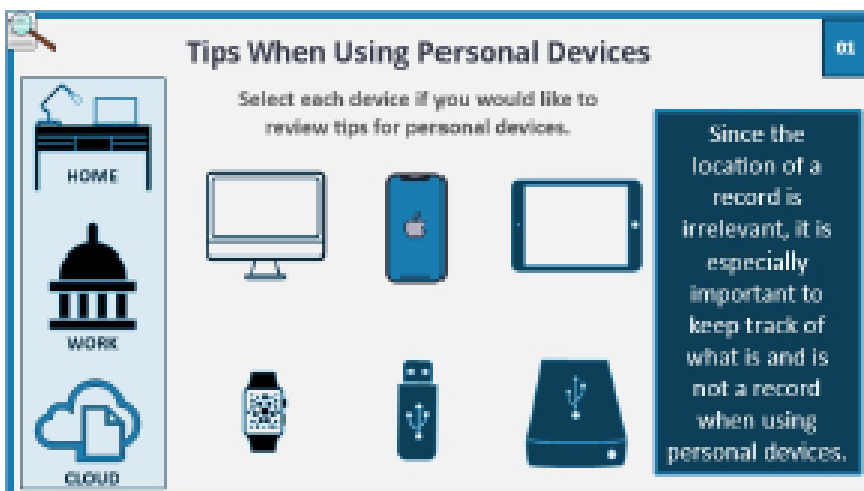 Tips When Using Personal Devices
01
Select each device if you would like to
review tips for personal devices.
HOME
WORK
CLOUD
Since the
location of a
record is
irrelevant, it is
especially
important to
keep track of
what is and is
not a record
when using
personal devices.